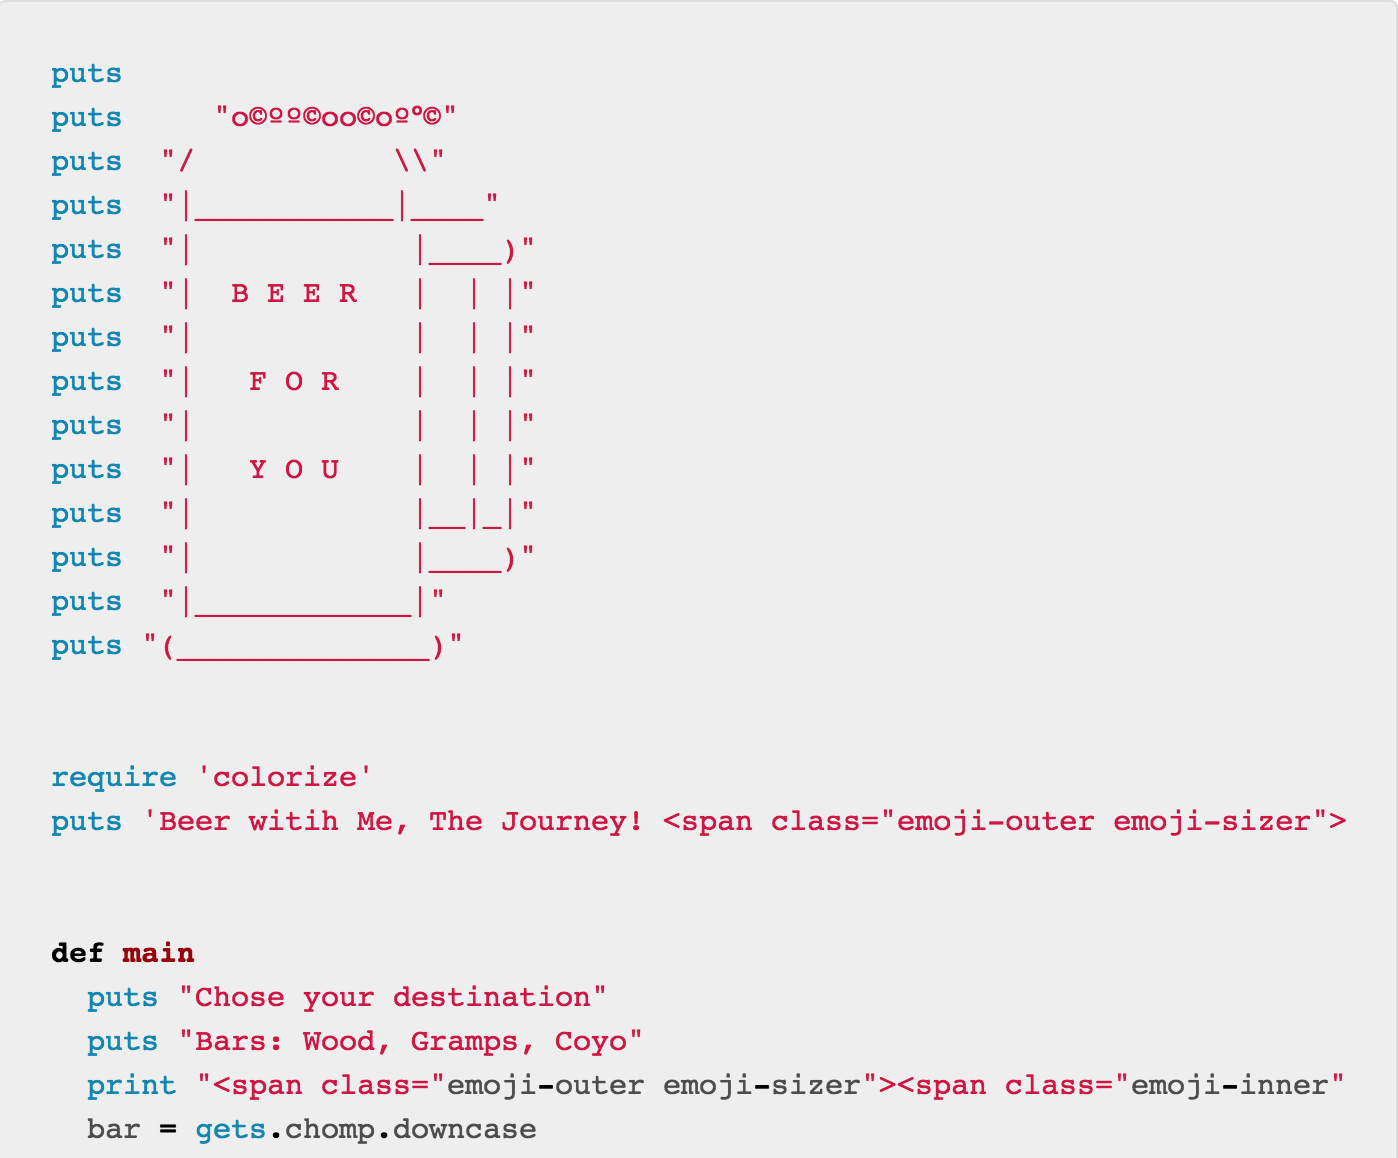 puts
puts     "o©ºº©oo©oº°©"
puts  "/           \\"
puts  "|___________|____"
puts  "|            |____)"
puts  "|  B E E R   |  | |"
puts  "|            |  | |"
puts  "|   F O R    |  | |"
puts  "|            |  | |"
puts  "|   Y O U    |  | |"
puts  "|            |__|_|"
puts  "|            |____)"
puts  "|____________|"
puts "(______________)"
require 'colorize'
puts 'Beer witih Me, The Journey! <span class="emoji-outer emoji-sizer">
def main
  puts "Chose your destination"
  puts "Bars: Wood, Gramps, Coyo"
  print "<span class="emoji-outer emoji-sizer"><span class="emoji-inner"
  bar = gets.chomp.downcase